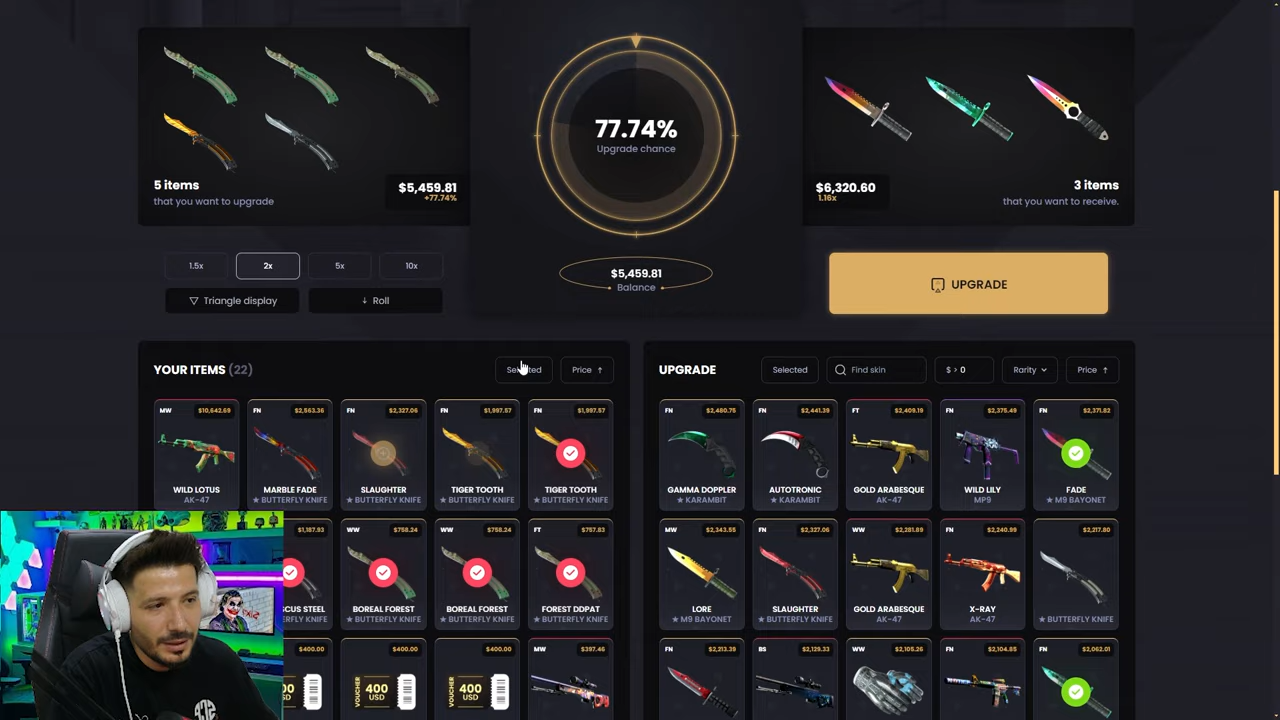 77.74%
Upgrade chance
5 items
that you want to upgrade
$5,459.81
+77.74%
$6,320.60
1.16x
3 items
that you want to receive.
1.5x
2x
5x
10x
Triangle display
Roll
$5,459.81
Balance
UPGRADE
YOUR ITEMS (22)
Selected
Price
UPGRADE
Selected
Find skin
$ > 0
Rarity
Price
MW $10,642.69
WILD LOTUS
AK-47
FN $2,563.36
MARBLE FADE
★ BUTTERFLY KNIFE
FN $2,327.06
SLAUGHTER
★ BUTTERFLY KNIFE
FN $1,997.57
TIGER TOOTH
★ BUTTERFLY KNIFE
FN $1,997.57
TIGER TOOTH
★ BUTTERFLY KNIFE
FN $2,480.75
GAMMA DOPPLER
★ KARAMBIT
FN $2,441.39
AUTOTRONIC
★ KARAMBIT
FT $2,409.19
GOLD ARABESQUE
AK-47
FN $2,375.49
WILD LILY
MP9
FN $2,371.82
FADE
★ M9 BAYONET
$1,187.93
SCUS STEEL
FLY KNIFE
WW $758.24
BOREAL FOREST
★ BUTTERFLY KNIFE
WW $758.24
BOREAL FOREST
★ BUTTERFLY KNIFE
FT $757.83
FOREST DDPAT
★ BUTTERFLY KNIFE
MW $2,343.55
LORE
★ M9 BAYONET
FN $2,327.06
SLAUGHTER
★ BUTTERFLY KNIFE
WW $2,281.89
GOLD ARABESQUE
AK-47
FN $2,240.99
X-RAY
AK-47
$2,217.80
★ BUTTERFLY KNIFE
$400.00
$400.00
VOUCHER
400
USD
$400.00
VOUCHER
400
USD
MW $397.46
FN $2,213.39
BS $2,129.33
WW $2,105.26
FN $2,104.85
FN $2,062.01